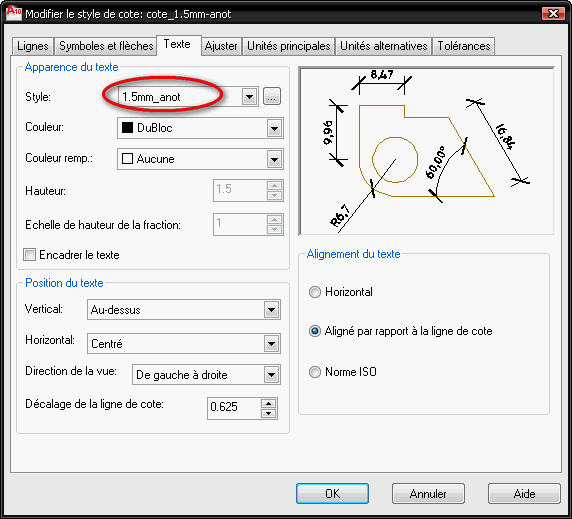 A10 Modifier le style de cote: cote_1.5mm-anot
Lignes Symboles et flèches Texte Ajuster Unités principales Unités alternatives Tolérances
Apparence du texte
Style: 1.5mm_anot ...
Couleur: DuBloc
Couleur remp.: Aucune
Hauteur: 1.5
Echelle de hauteur de la fraction: 1
Encadrer le texte
Position du texte
Vertical: Au-dessus
Horizontal: Centré
Direction de la vue: De gauche à droite
Décalage de la ligne de cote: 0.625
8,47
9,96
16,84
60,00°
R6,7
Alignement du texte
Horizontal
Aligné par rapport à la ligne de cote
Norme ISO
OK Annuler Aide